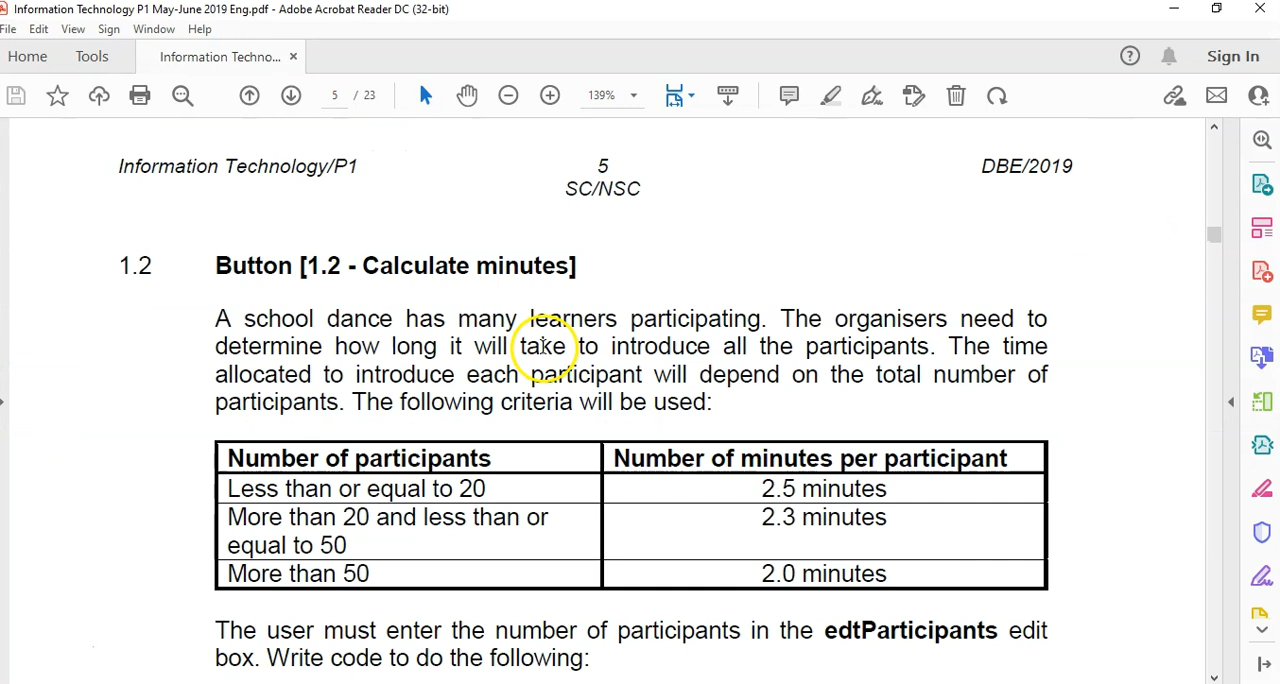 Information Technology P1 May-June 2019 Eng.pdf - Adobe Acrobat Reader DC (32-bit)
File Edit View Sign Window Help
Home Tools Information Techno... × Sign In
5 / 23 139%
Information Technology/P1 5 DBE/2019
SC/NSC
1.2 Button [1.2 - Calculate minutes]
A school dance has many learners participating. The organisers need to
determine how long it will take to introduce all the participants. The time
allocated to introduce each participant will depend on the total number of
participants. The following criteria will be used:
Number of participants Number of minutes per participant
Less than or equal to 20 2.5 minutes
More than 20 and less than or 2.3 minutes
equal to 50
More than 50 2.0 minutes
The user must enter the number of participants in the edtParticipants edit
box. Write code to do the following: